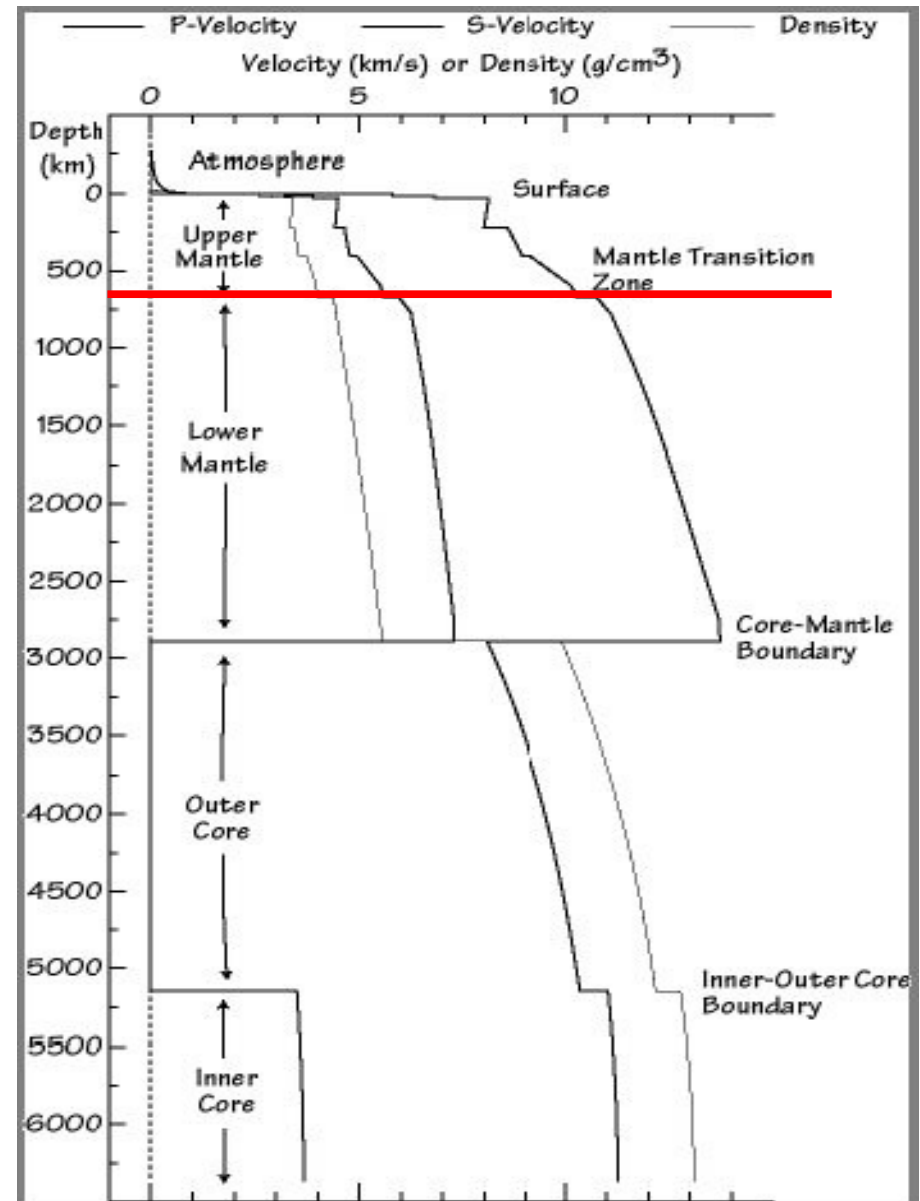 P-Velocity S-Velocity Density
Velocity (km/s) or Density (g/cm³)
0 5 10
Depth
(km)
Atmosphere
0
Surface
Upper
Mantle
500
Mantle Transition
Zone
1000
1500
Lower
Mantle
2000
2500
Core-Mantle
Boundary
3000
3500
Outer
Core
4000
4500
5000
Inner-Outer Core
Boundary
5500
Inner
Core
6000